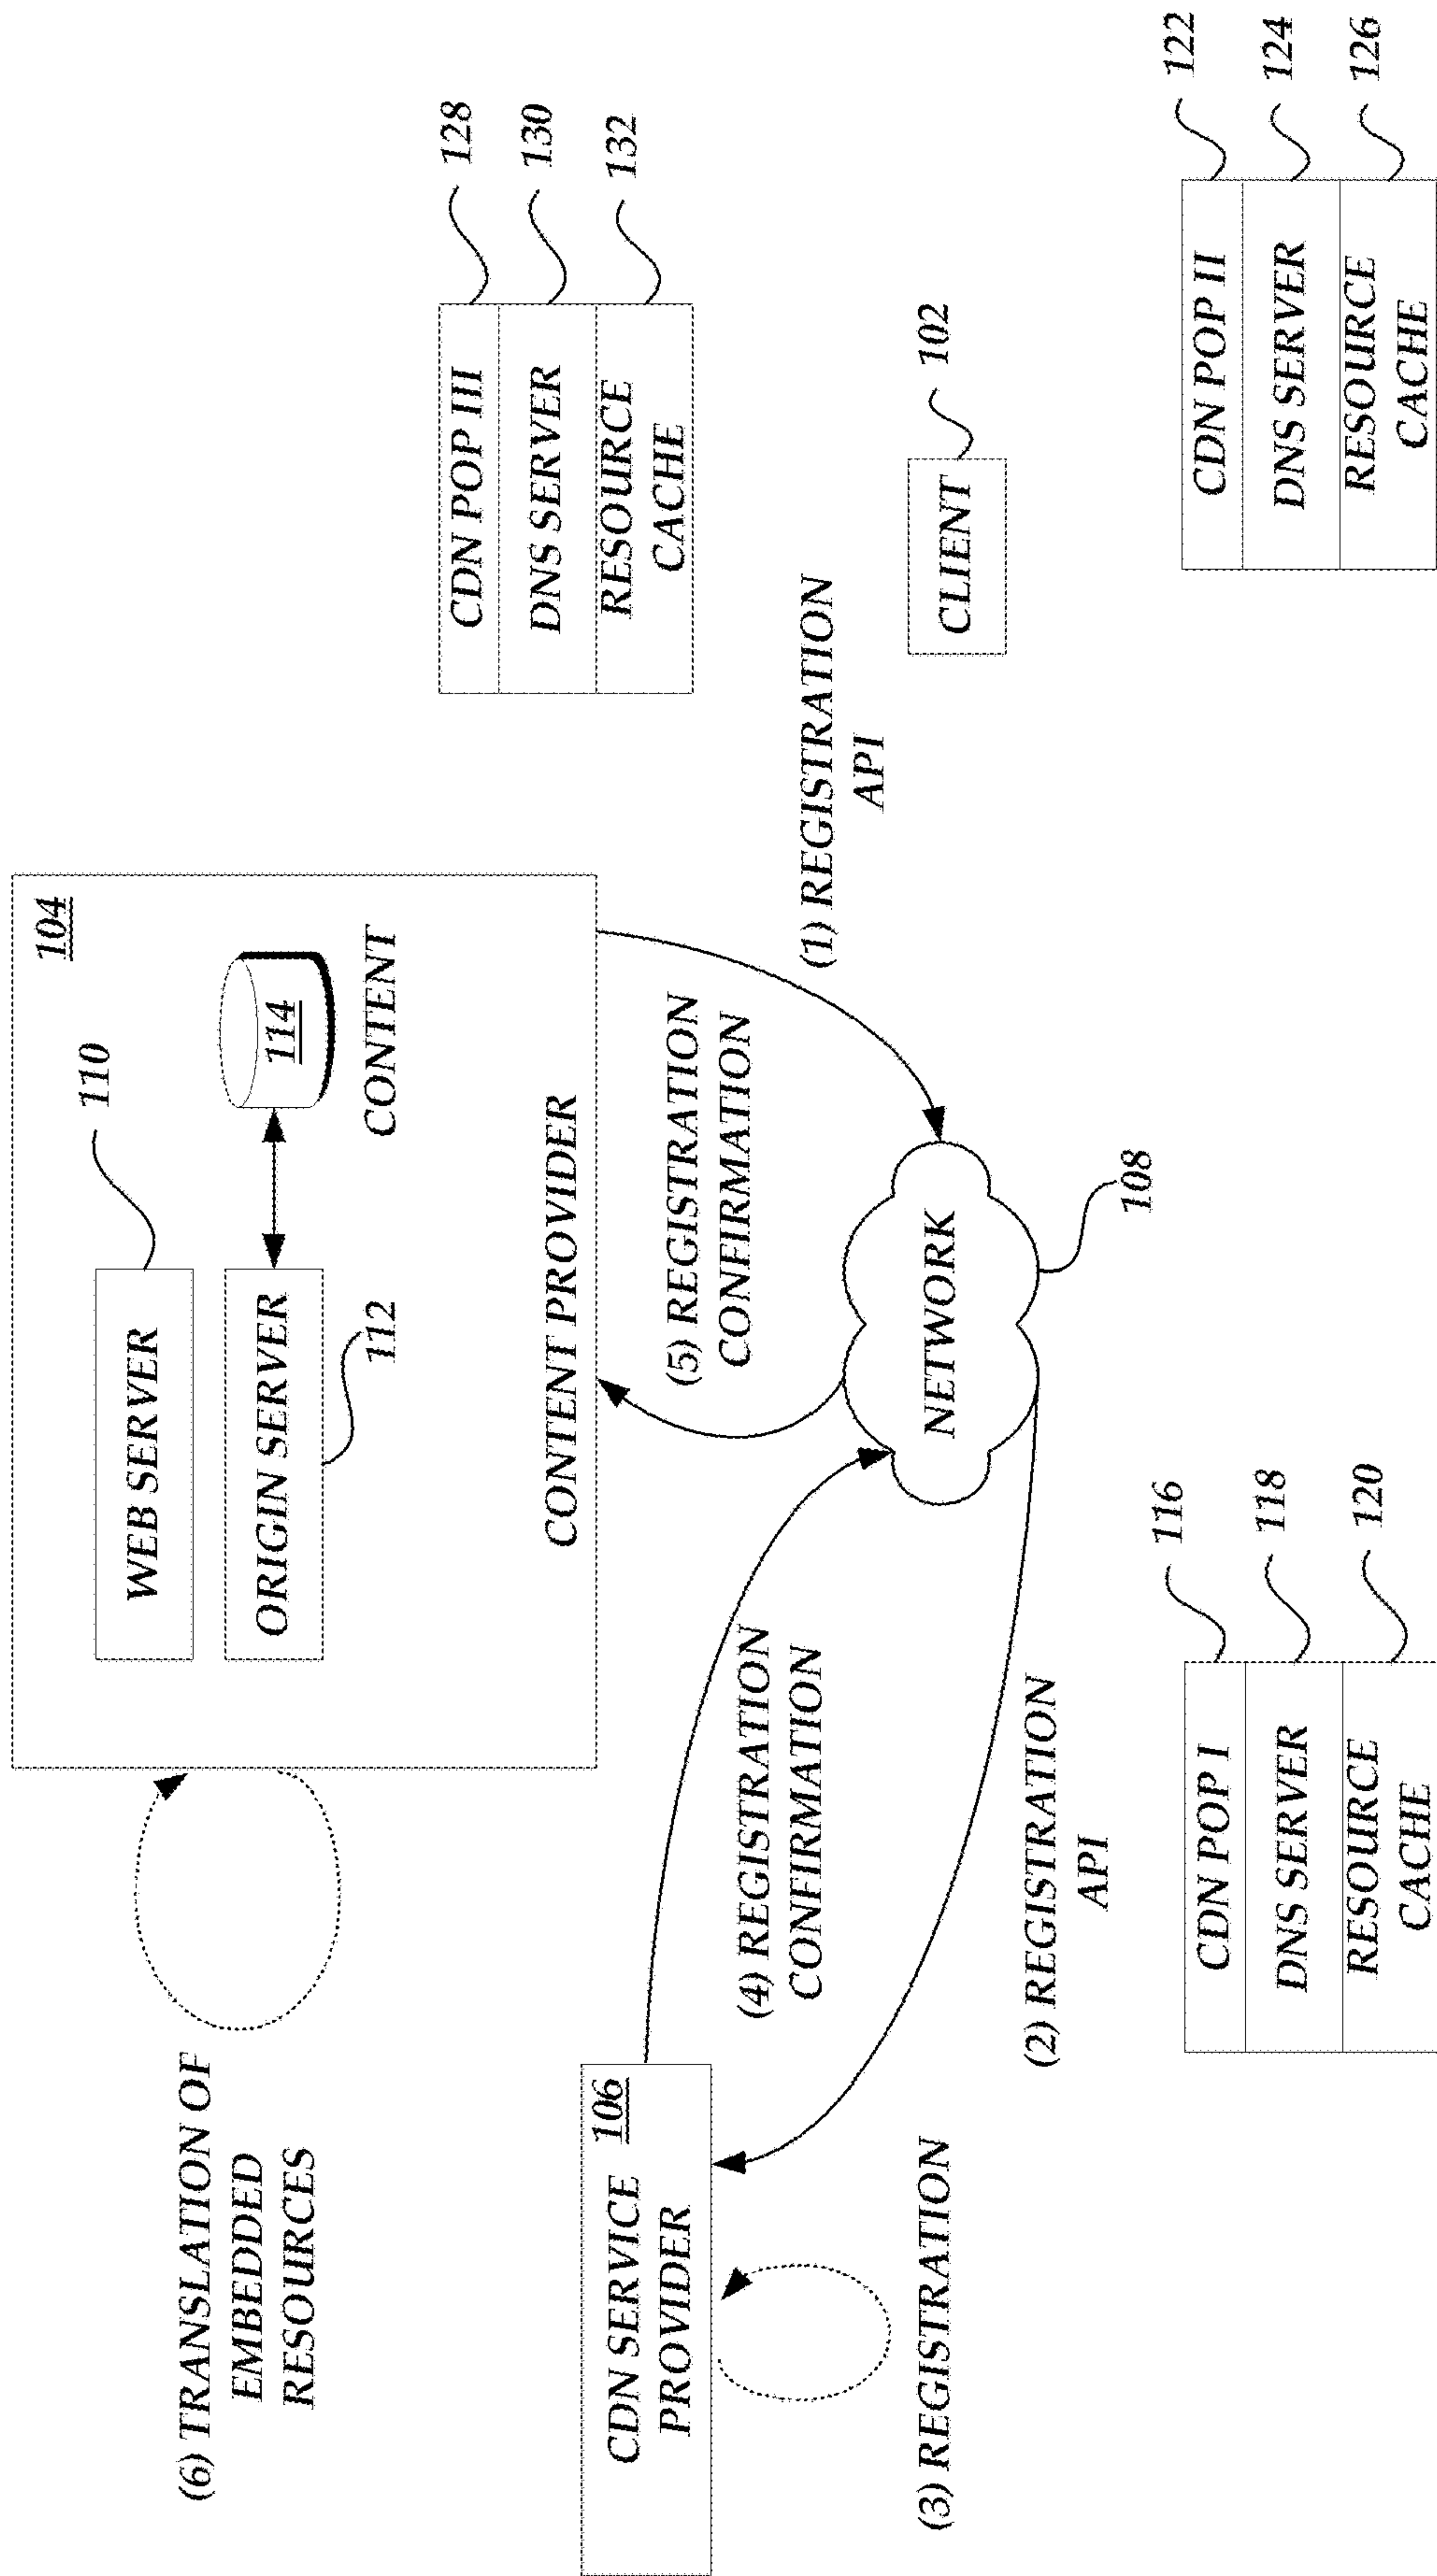 (6) TRANSLATION OF
EMBEDDED
RESOURCES
104
WEB SERVER
110
ORIGIN SERVER
112
114
CONTENT
CONTENT PROVIDER
CDN SERVICE
PROVIDER
106
(3) REGISTRATION
(4) REGISTRATION
CONFIRMATION
(2) REGISTRATION
API
(5) REGISTRATION
CONFIRMATION
(1) REGISTRATION
API
NETWORK
108
CDN POP III
DNS SERVER
RESOURCE
CACHE
128
130
132
CLIENT
102
CDN POP I
DNS SERVER
RESOURCE
CACHE
116
118
120
CDN POP II
DNS SERVER
RESOURCE
CACHE
122
124
126